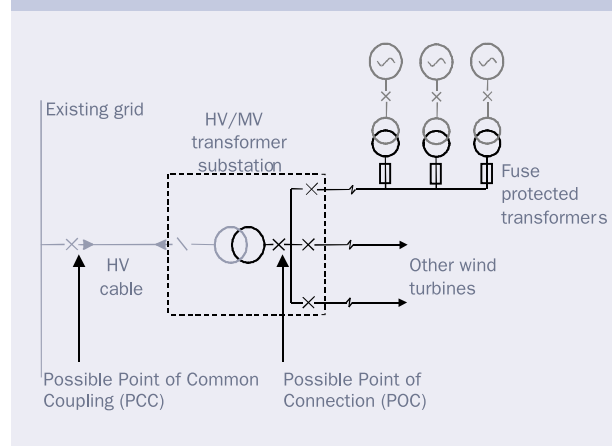 Existing grid
HV/MV
transformer
substation
Fuse
protected
transformers
HV
cable
Other wind
turbines
Possible Point of Common
Coupling (PCC)
Possible Point of
Connection (POC)